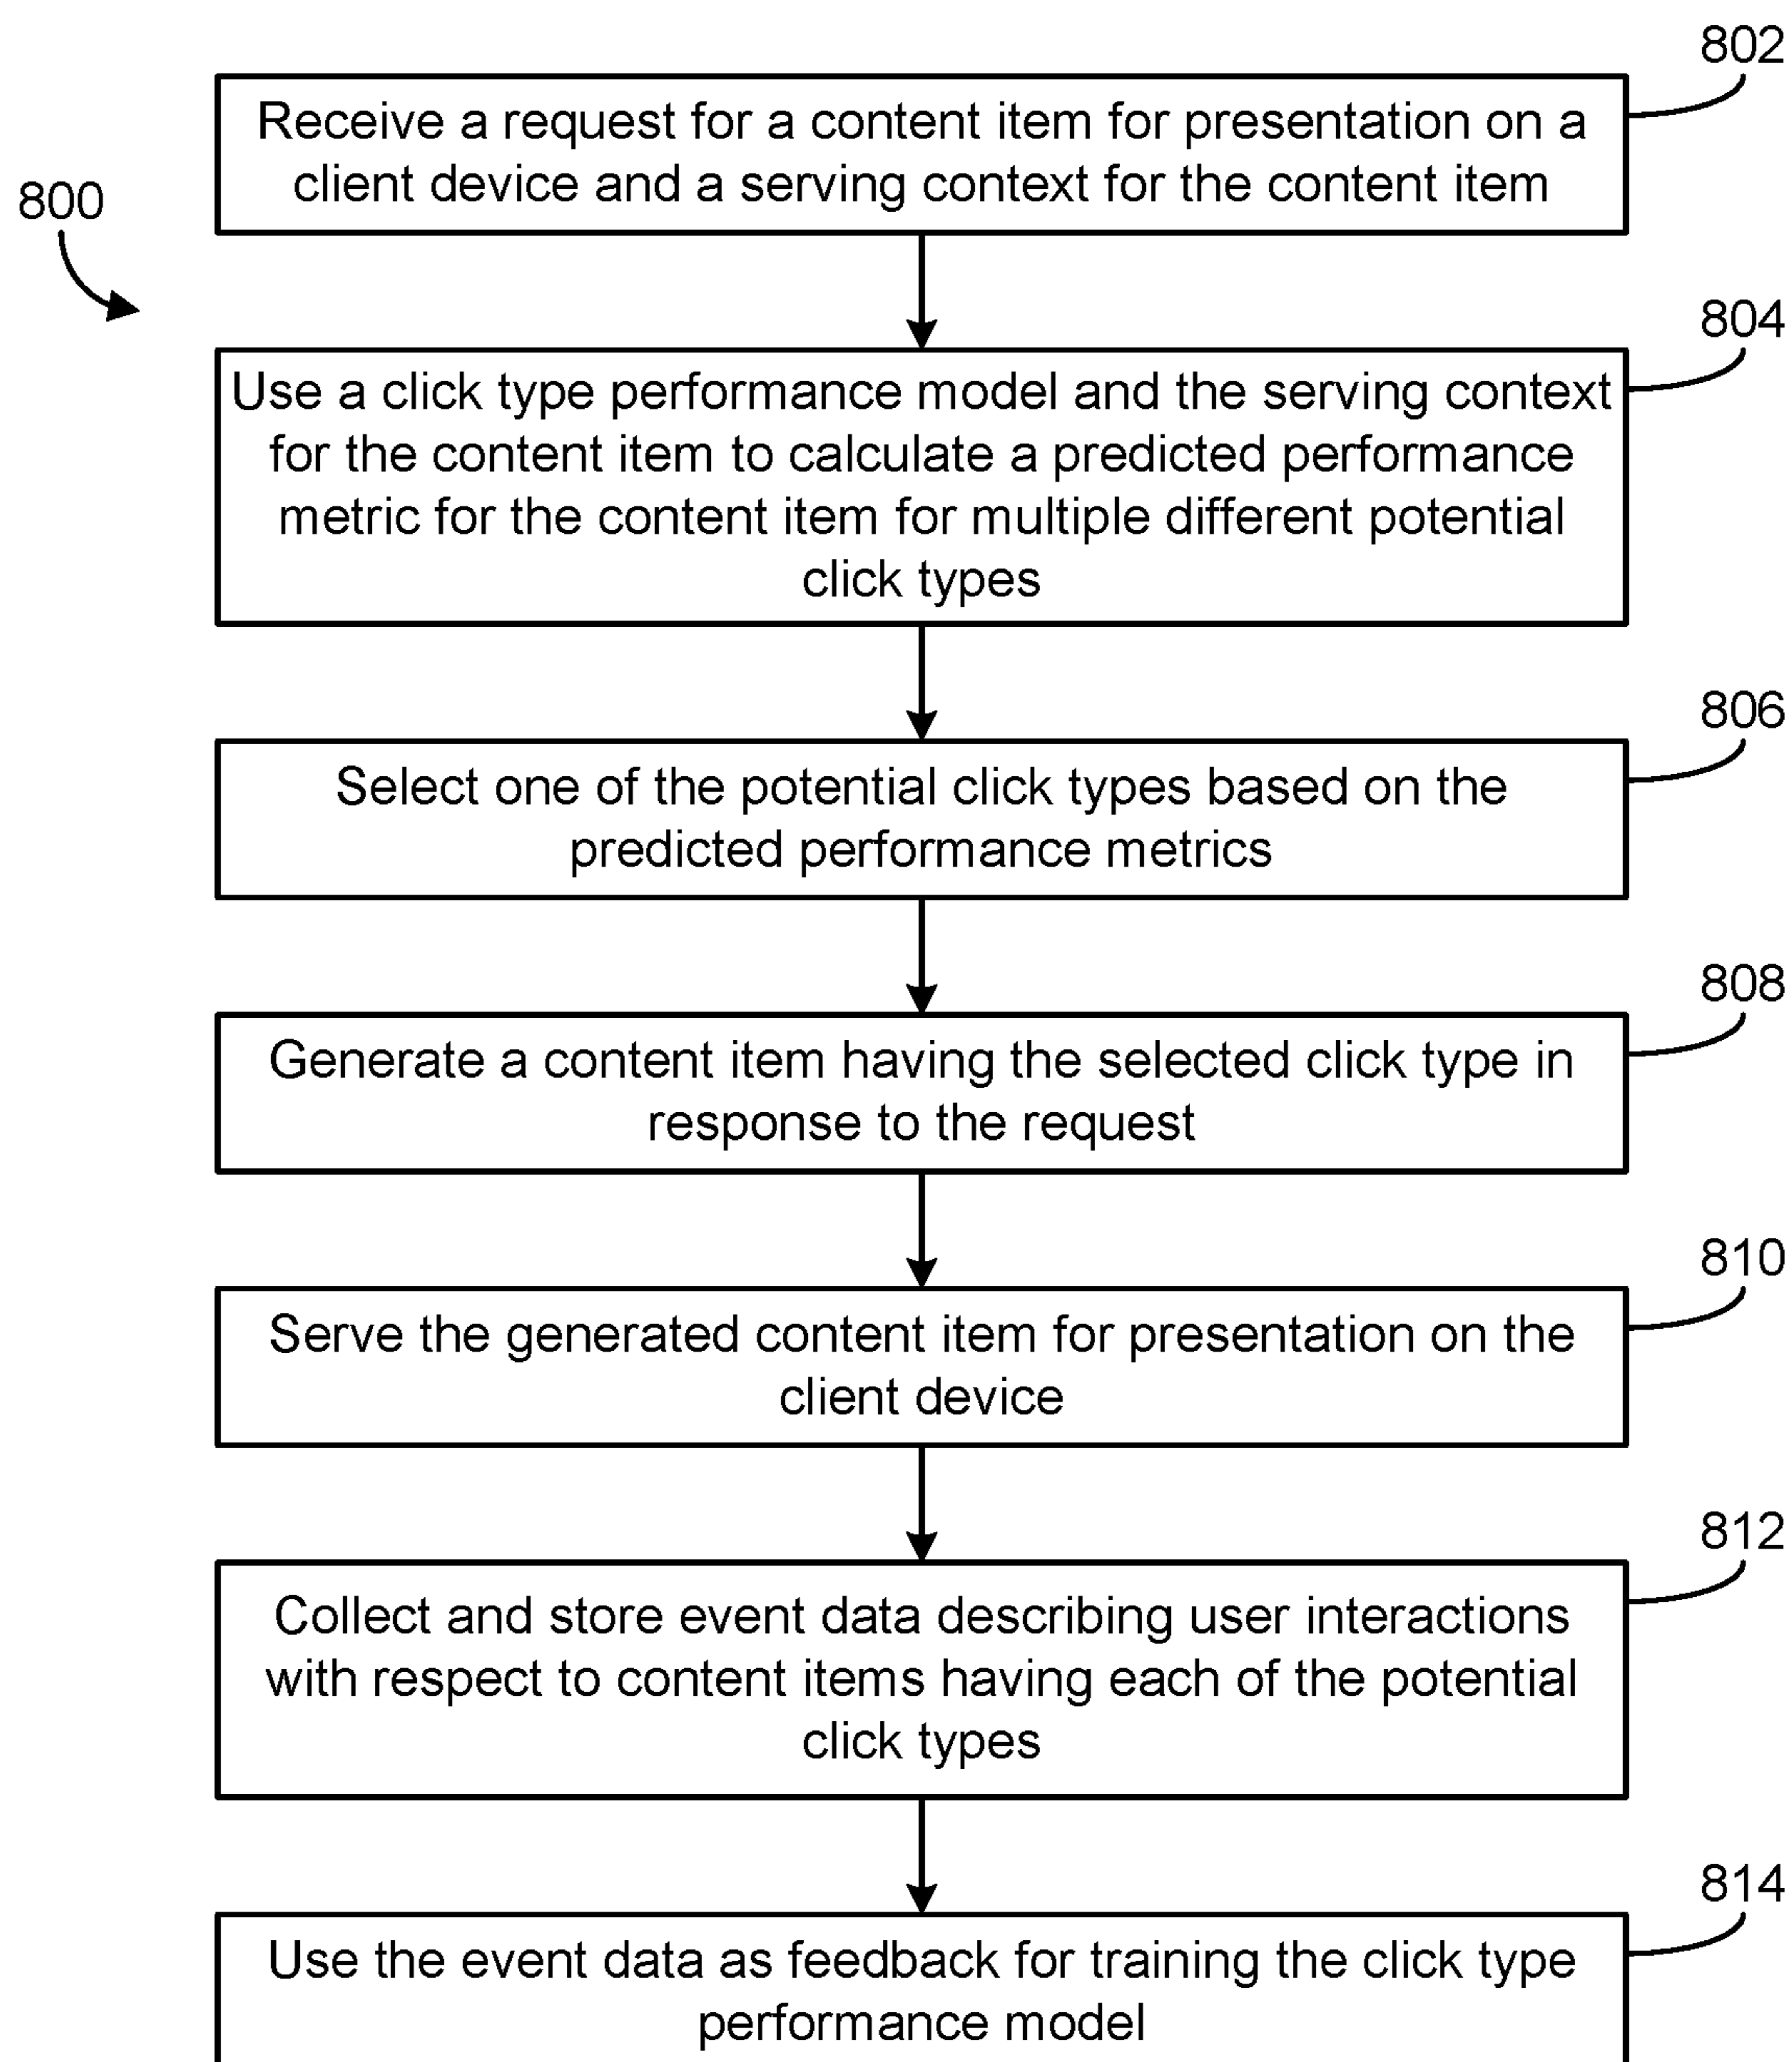 802
Receive a request for a content item for presentation on a
client device and a serving context for the content item
800
804
Use a click type performance model and the serving context
for the content item to calculate a predicted performance
metric for the content item for multiple different potential
click types
806
Select one of the potential click types based on the
predicted performance metrics
808
Generate a content item having the selected click type in
response to the request
810
Serve the generated content item for presentation on the
client device
812
Collect and store event data describing user interactions
with respect to content items having each of the potential
click types
814
Use the event data as feedback for training the click type
performance model